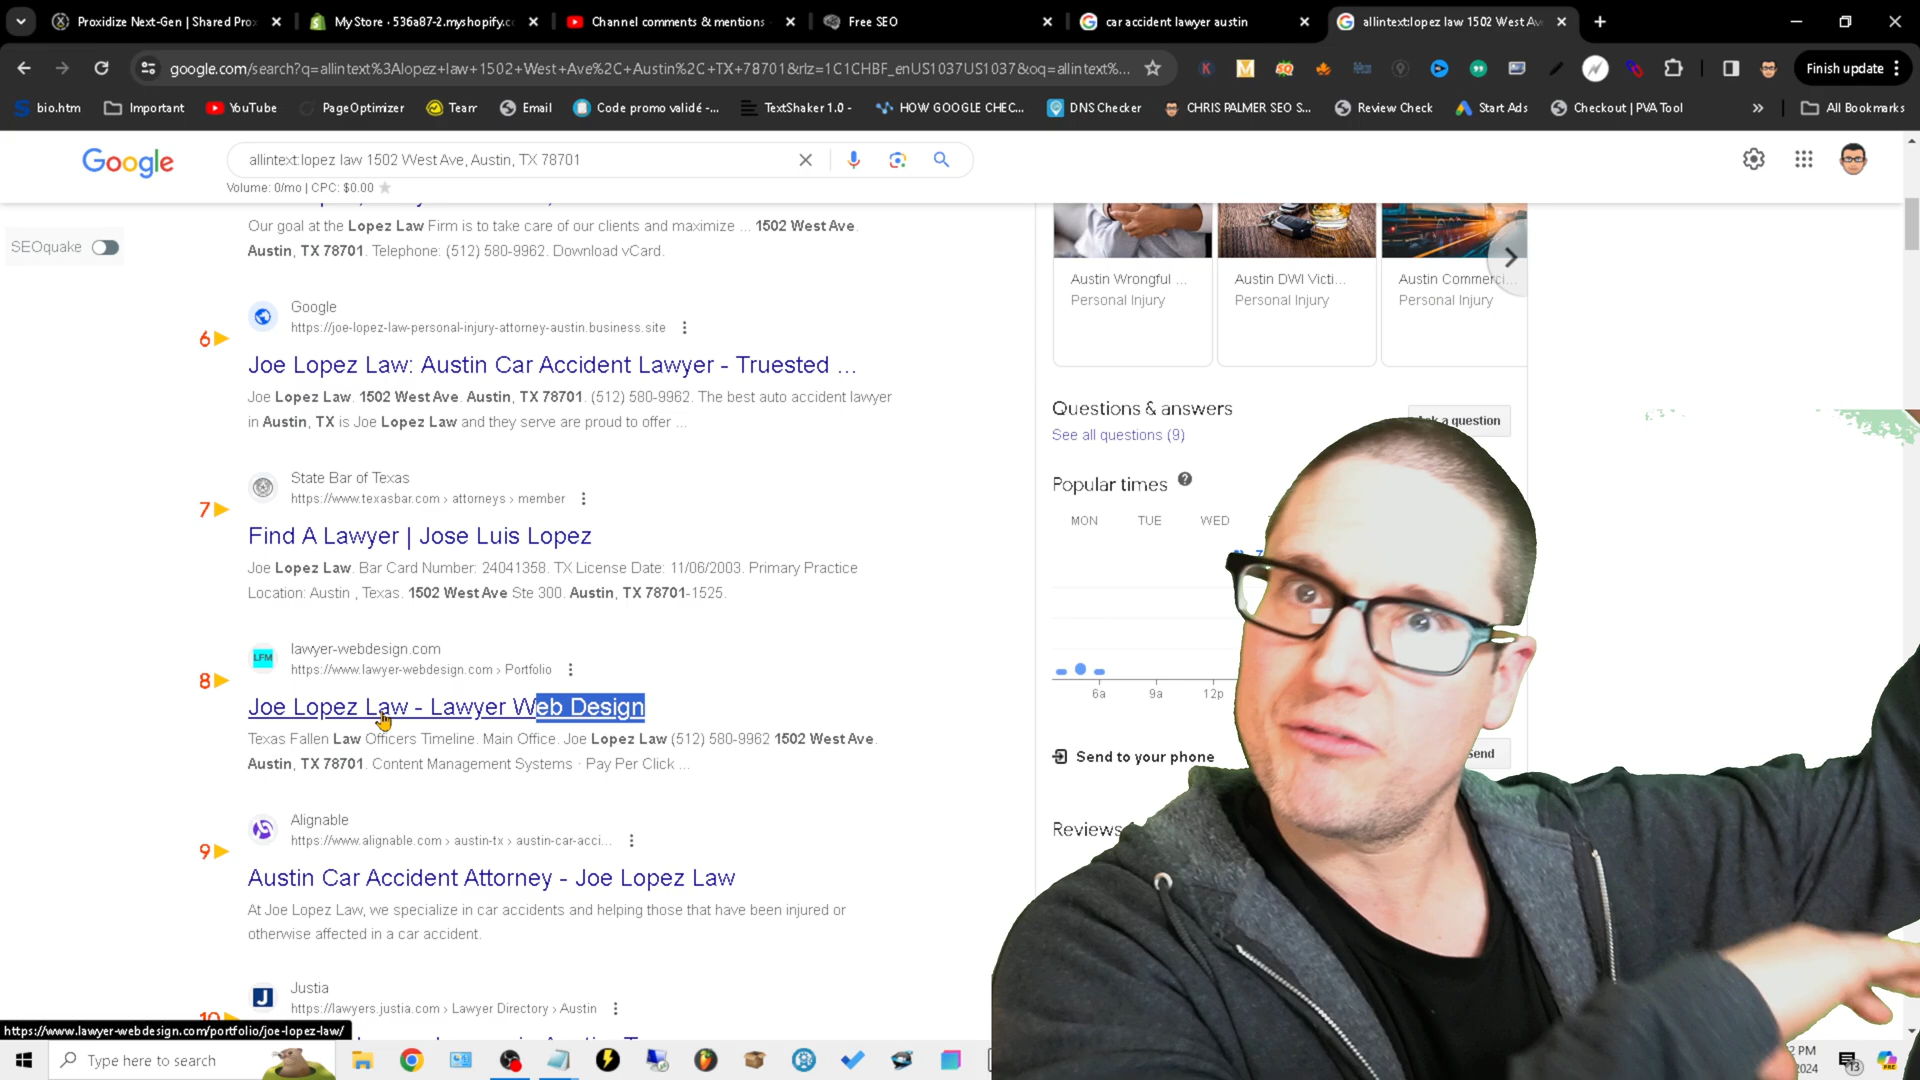 Proxidize Next-Gen | Shared Prox
My Store · 536a87-2.myshopify.c
Channel comments & mentions
Free SEO
car accident lawyer austin
allintext:lopez law 1502 West Av
google.com/search?q=allintext%3Alopez+law+1502+West+Ave%2C+Austin%2C+TX+78701&rlz=1C1CHBF_enUS1037US1037&oq=allintext%...
Finish update
bio.htm
Important
YouTube
PageOptimizer
Team
Email
Code promo validé -...
TextShaker 1.0 -
HOW GOOGLE CHEC...
DNS Checker
CHRIS PALMER SEO S...
Review Check
Start Ads
Checkout | PVA Tool
»
All Bookmarks
Google
allintext:lopez law 1502 West Ave, Austin, TX 78701
Volume: 0/mo | CPC: $0.00
SEOquake
Our goal at the Lopez Law Firm is to take care of our clients and maximize ... 1502 West Ave.
Austin, TX 78701. Telephone: (512) 580-9962. Download vCard.
Google
https://joe-lopez-law-personal-injury-attorney-austin.business.site
6
Joe Lopez Law: Austin Car Accident Lawyer - Truested ...
Joe Lopez Law. 1502 West Ave. Austin, TX 78701. (512) 580-9962. The best auto accident lawyer
in Austin, TX is Joe Lopez Law and they serve are proud to offer ...
State Bar of Texas
https://www.texasbar.com › attorneys › member
7
Find A Lawyer | Jose Luis Lopez
Joe Lopez Law. Bar Card Number: 24041358. TX License Date: 11/06/2003. Primary Practice
Location: Austin , Texas. 1502 West Ave Ste 300. Austin, TX 78701-1525.
lawyer-webdesign.com
LFM
https://www.lawyer-webdesign.com › Portfolio
8
Joe Lopez Law - Lawyer Web Design
Texas Fallen Law Officers Timeline. Main Office. Joe Lopez Law (512) 580-9962 1502 West Ave.
Austin, TX 78701. Content Management Systems · Pay Per Click ...
Alignable
https://www.alignable.com › austin-tx › austin-car-acci...
9
Austin Car Accident Attorney - Joe Lopez Law
At Joe Lopez Law, we specialize in car accidents and helping those that have been injured or
otherwise affected in a car accident.
Justia
J
https://lawyers.justia.com › Lawyer Directory › Austin
10
https://www.lawyer-webdesign.com/portfolio/joe-lopez-law/
Austin Wrongful ...
Personal Injury
Austin DWI Victi...
Personal Injury
Austin Commerci...
Personal Injury
Questions & answers
a question
See all questions (9)
Popular times
MON
TUE
WED
6a
9a
12p
Send to your phone
Send
Reviews
Type here to search
2 PM
2024
13